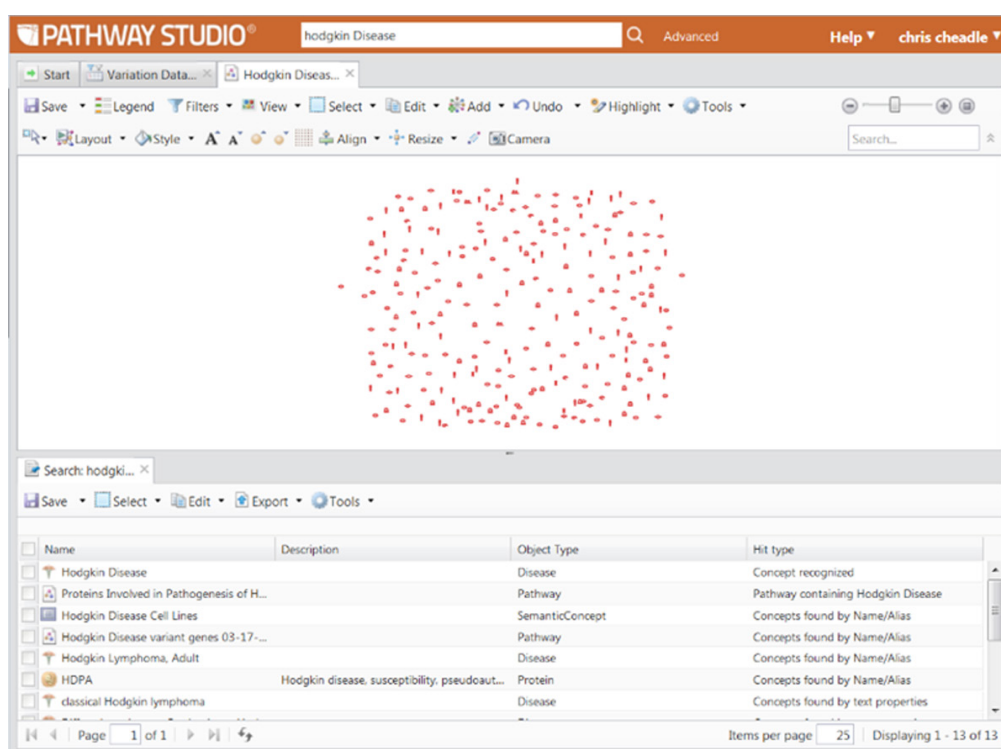 PATHWAY STUDIO® hodgkin Disease Advanced Help chris cheadle
Start Variation Data... Hodgkin Diseas...
Save Legend Filters View Select Edit Add Undo Highlight Tools
Layout Style A A Align Resize Camera Search...
Search: hodgki...
Save Select Edit Export Tools
Name Description Object Type Hit type
Hodgkin Disease Disease Concept recognized
Proteins Involved in Pathogenesis of H... Pathway Pathway containing Hodgkin Disease
Hodgkin Disease Cell Lines SemanticConcept Concepts found by Name/Alias
Hodgkin Disease variant genes 03-17-... Pathway Concepts found by Name/Alias
Hodgkin Lymphoma, Adult Disease Concepts found by Name/Alias
HDPA Hodgkin disease, susceptibility, pseudoaut... Protein Concepts found by Name/Alias
classical Hodgkin lymphoma Disease Concepts found by text properties
Page 1 of 1 Items per page 25 Displaying 1 - 13 of 13